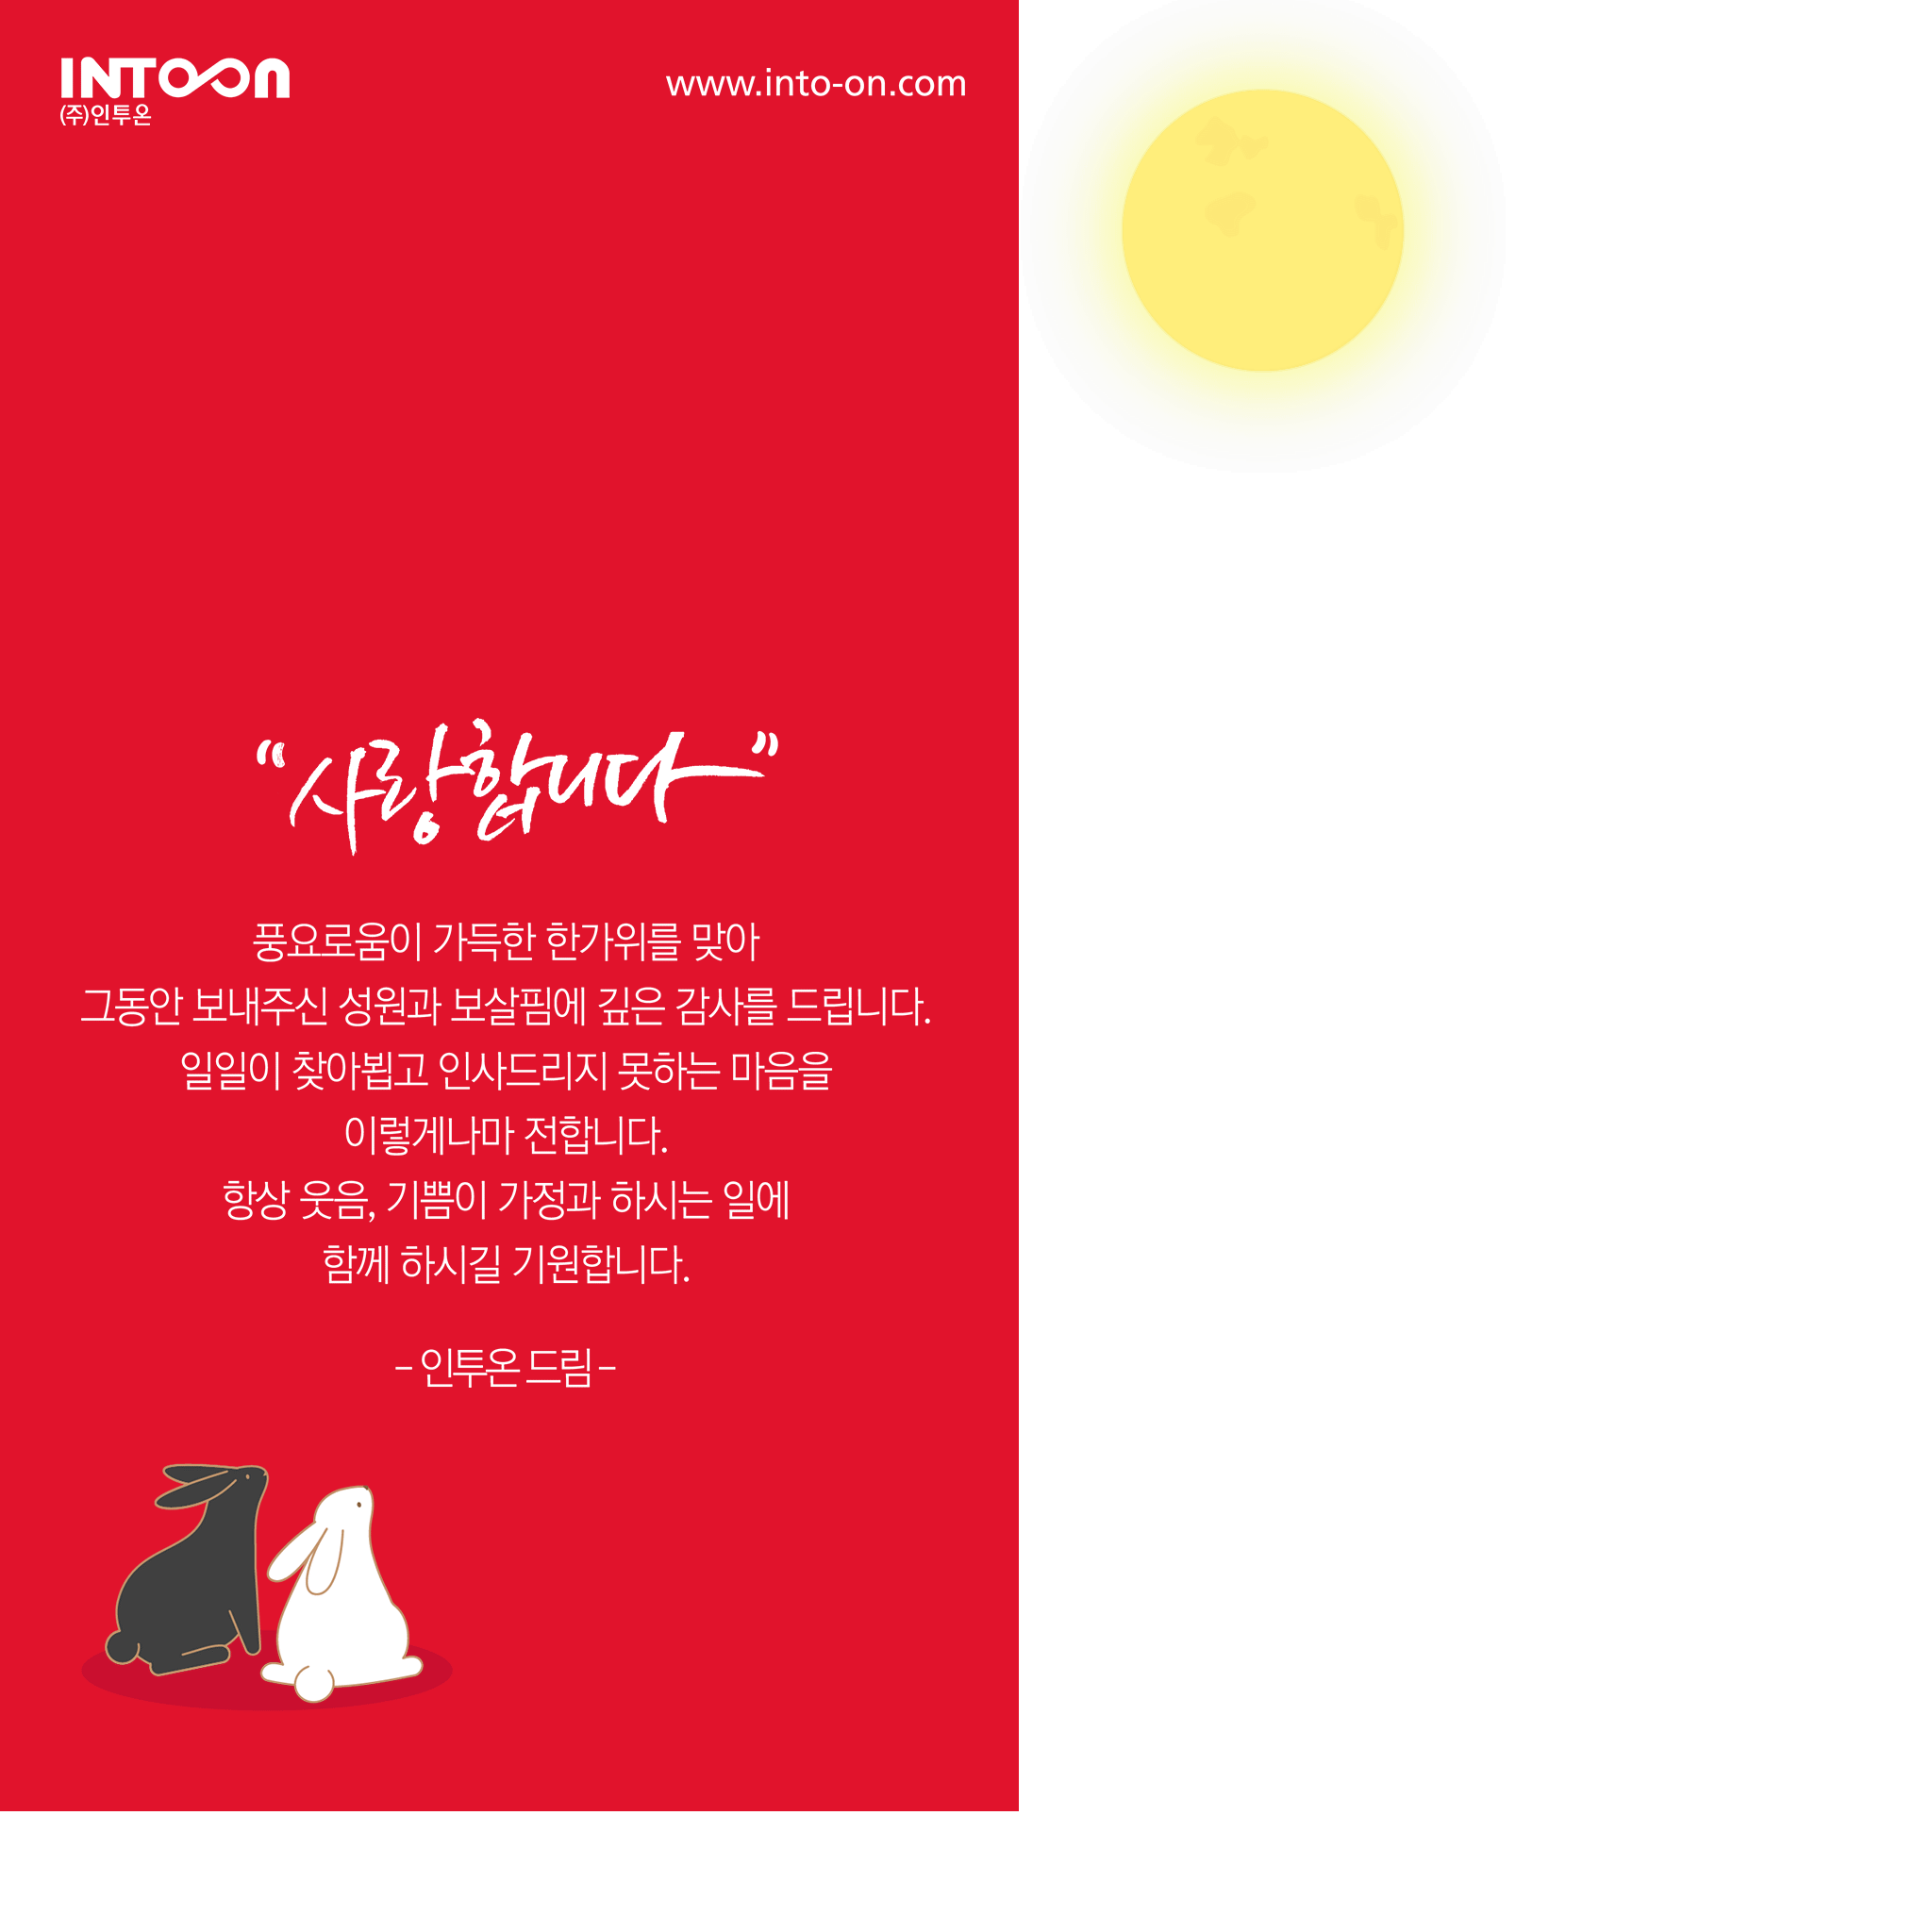 INTOON
(주)인투온
www.into-on.com
“사랑합니다”
풍요로움이 가득한 한가위를 맞아
그동안 보내주신 성원과 보살핌에 깊은 감사를 드립니다.
일일이 찾아뵙고 인사드리지 못하는 마음을
이렇게나마 전합니다.
항상 웃음, 기쁨이 가정과 하시는 일에
함께 하시길 기원합니다.
- 인투온 드림 -